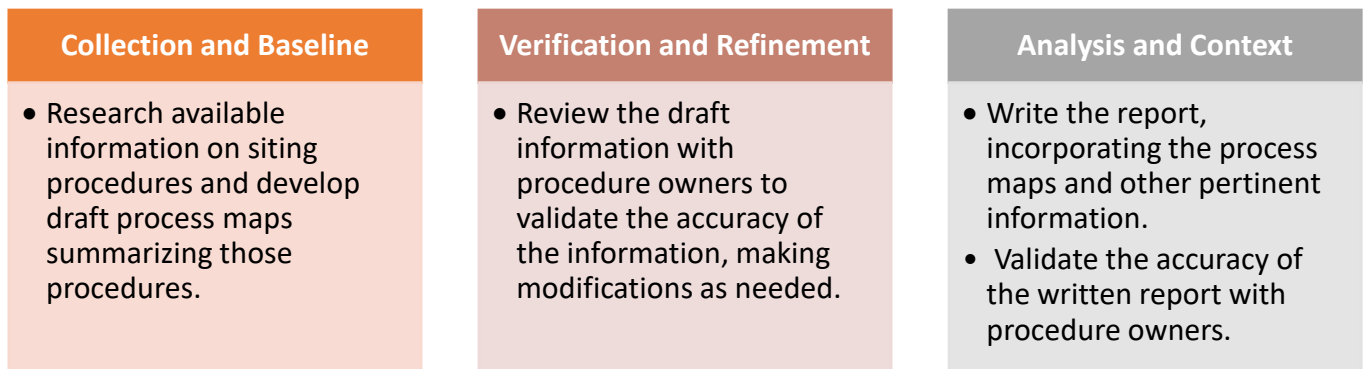 Collection and Baseline
• Research available
information on siting
procedures and develop
draft process maps
summarizing those
procedures.
Verification and Refinement
• Review the draft
information with
procedure owners to
validate the accuracy of
the information, making
modifications as needed.
Analysis and Context
• Write the report,
incorporating the process
maps and other pertinent
information.
• Validate the accuracy of
the written report with
procedure owners.